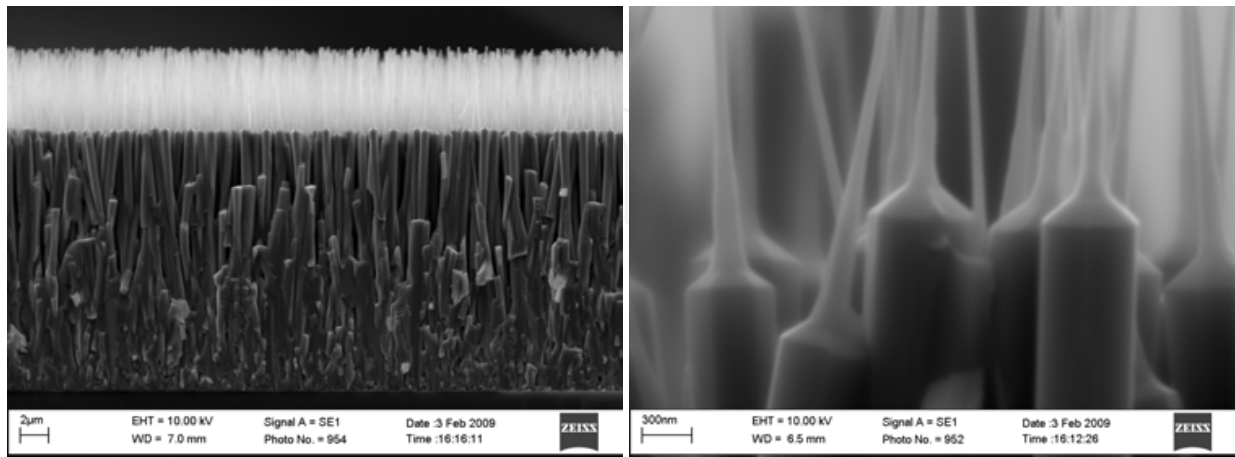 2µm
EHT = 10.00 kV
Signal A = SE1
Date :3 Feb 2009
WD = 7.0 mm
Photo No. = 954
Time :16:16:11
ZEISS
300nm
EHT = 10.00 kV
Signal A = SE1
Date :3 Feb 2009
WD = 6.5 mm
Photo No. = 952
Time :16:12:26
ZEISS